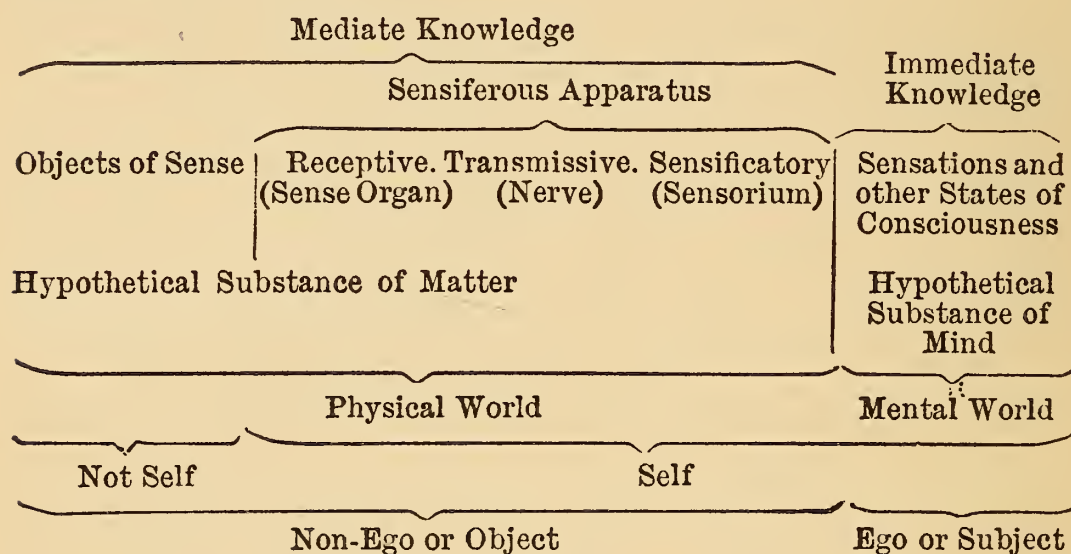 Mediate Knowledge
Immediate
Knowledge
Sensiferous Apparatus
Objects of Sense Receptive. Transmissive. Sensificatory
(Sense Organ) (Nerve) (Sensorium)
Sensations and
other States of
Consciousness
Hypothetical Substance of Matter
Hypothetical
Substance of
Mind
Physical World Mental World
Not Self Self
Non-Ego or Object Ego or Subject